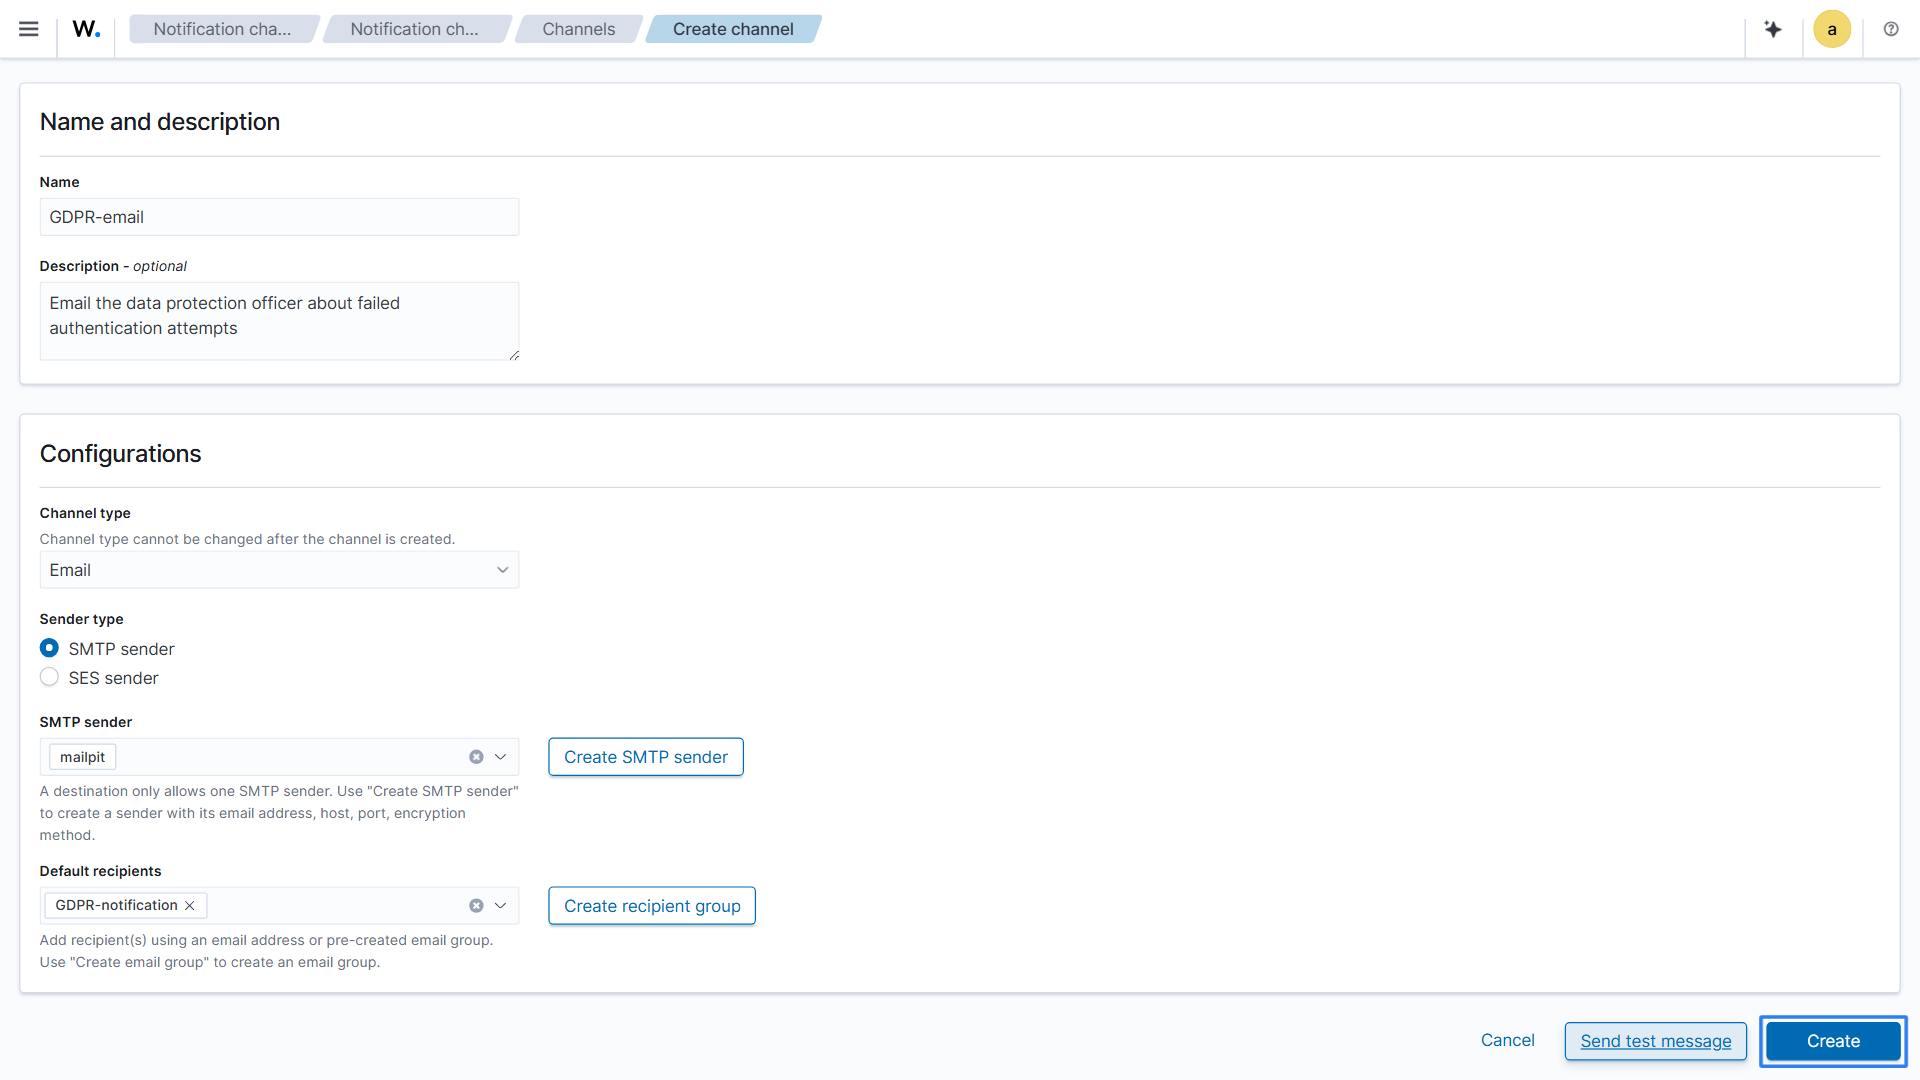 W. Notification cha... Notification ch... Channels Create channel a
Name and description
Name
GDPR-email
Description - optional
Email the data protection officer about failed
authentication attempts
Configurations
Channel type
Channel type cannot be changed after the channel is created.
Email
Sender type
SMTP sender
SES sender
SMTP sender
mailpit
Create SMTP sender
A destination only allows one SMTP sender. Use "Create SMTP sender"
to create a sender with its email address, host, port, encryption
method.
Default recipients
GDPR-notification
Create recipient group
Add recipient(s) using an email address or pre-created email group.
Use "Create email group" to create an email group.
Cancel Send test message Create